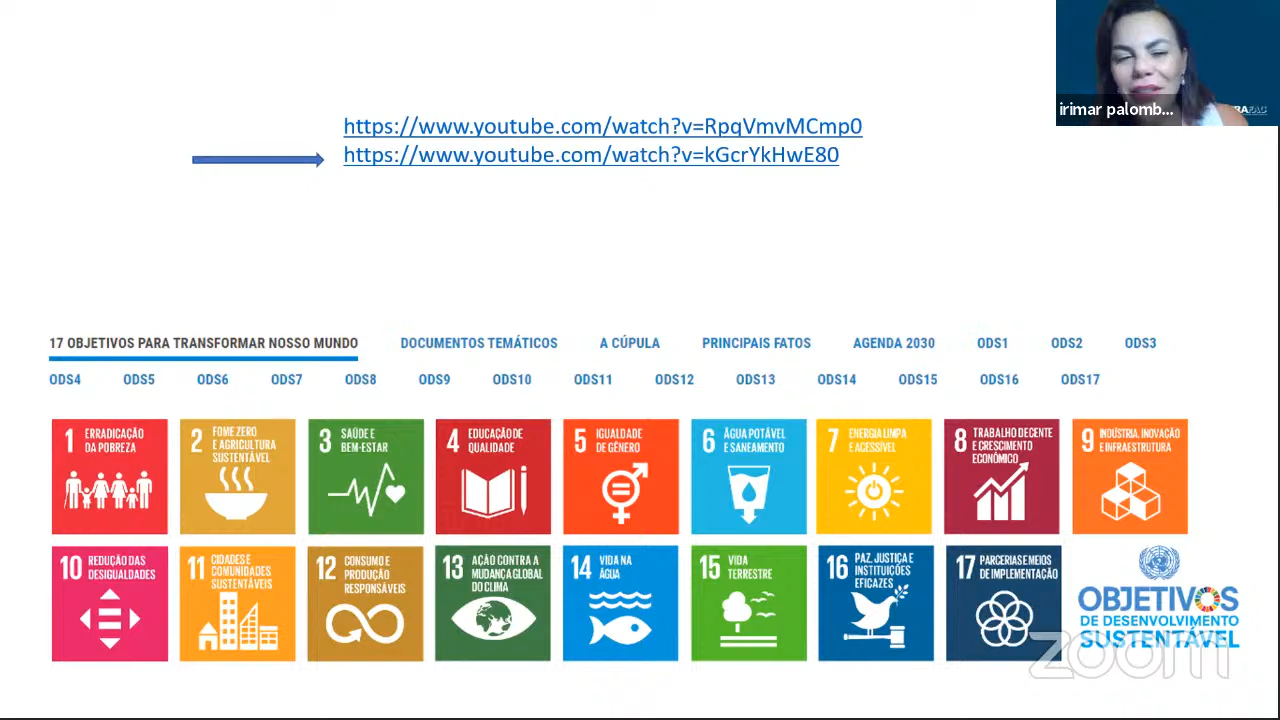 https://www.youtube.com/watch?v=RpqVmvMCmp0
https://www.youtube.com/watch?v=kGcrYkHwE80
irimar palomb...
17 OBJETIVOS PARA TRANSFORMAR NOSSO MUNDO DOCUMENTOS TEMÁTICOS A CÚPULA PRINCIPAIS FATOS AGENDA 2030 ODS1 ODS2 ODS3
ODS4 ODS5 ODS6 ODS7 ODS8 ODS9 ODS10 ODS11 ODS12 ODS13 ODS14 ODS15 ODS16 ODS17
1 ERRADICAÇÃO
DA POBREZA
2 FOME ZERO
E AGRICULTURA
SUSTENTÁVEL
3 SAÚDE E
BEM-ESTAR
4 EDUCAÇÃO DE
QUALIDADE
5 IGUALDADE
DE GÊNERO
6 ÁGUA POTÁVEL
E SANEAMENTO
7 ENERGIA LIMPA
E ACESSÍVEL
8 TRABALHO DECENTE
E CRESCIMENTO
ECONÔMICO
9 INDÚSTRIA, INOVAÇÃO
E INFRAESTRUTURA
10 REDUÇÃO DAS
DESIGUALDADES
11 CIDADES E
COMUNIDADES
SUSTENTÁVEIS
12 CONSUMO E
PRODUÇÃO
RESPONSÁVEIS
13 AÇÃO CONTRA A
MUDANÇA GLOBAL
DO CLIMA
14 VIDA NA
ÁGUA
15 VIDA
TERRESTRE
16 PAZ, JUSTIÇA E
INSTITUIÇÕES
EFICAZES
17 PARCERIAS E MEIOS
DE IMPLEMENTAÇÃO
OBJETIVOS
DE DESENVOLVIMENTO
SUSTENTÁVEL
zoom